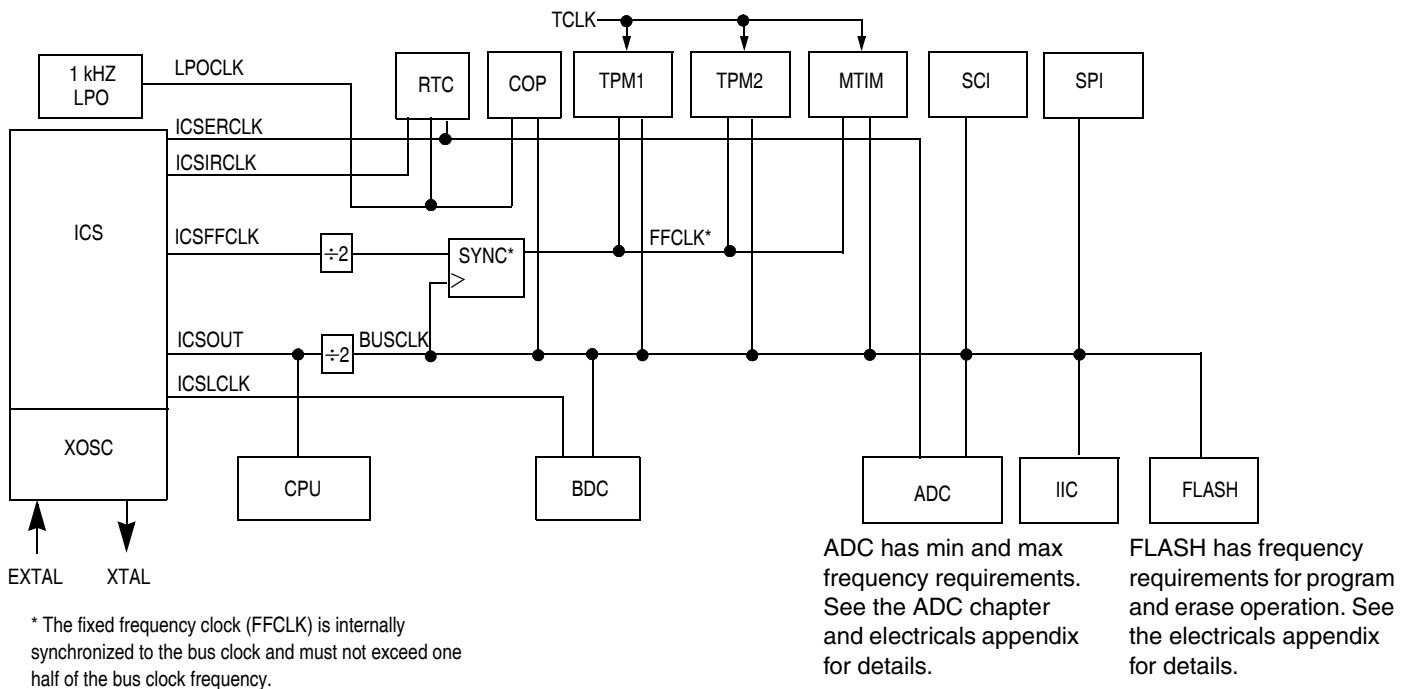 TCLK
1 kHZ
LPO
LPOCLK
RTC
COP
TPM1
TPM2
MTIM
SCI
SPI
ICSERCLK
ICSIRCLK
ICS
ICSFFCLK
÷2
SYNC*
FFCLK*
ICSOUT
÷2
BUSCLK
ICSLCLK
XOSC
CPU
BDC
ADC
IIC
FLASH
EXTAL
XTAL
ADC has min and max
frequency requirements.
See the ADC chapter
and electricals appendix
for details.
FLASH has frequency
requirements for program
and erase operation. See
the electricals appendix
for details.
* The fixed frequency clock (FFCLK) is internally
synchronized to the bus clock and must not exceed one
half of the bus clock frequency.